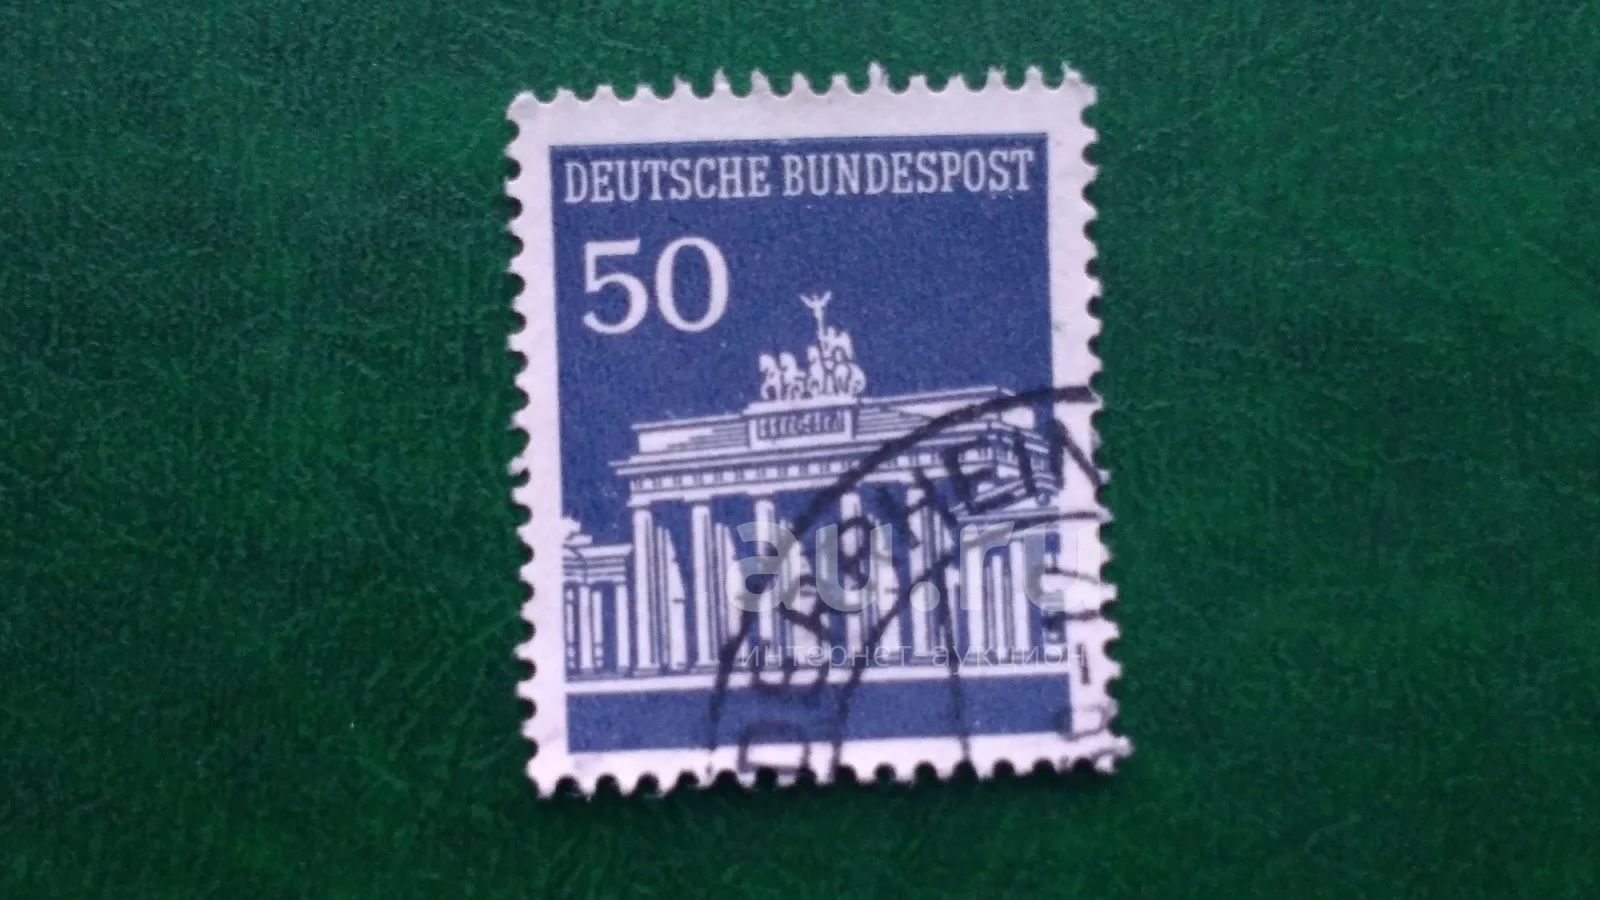 DEUTSCHE BUNDESPOST
50
au.ru
интернет аукцион